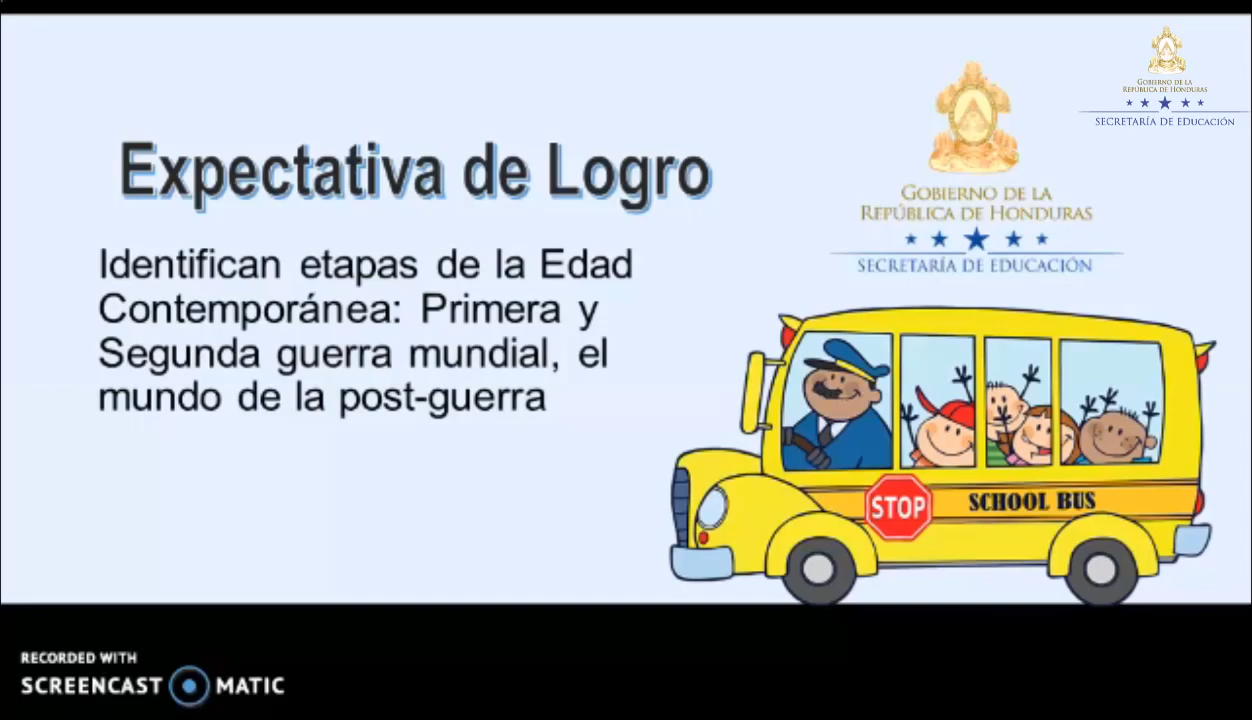 GOBIERNO DE LA
REPÚBLICA DE HONDURAS
SECRETARÍA DE EDUCACIÓN
Expectativa de Logro
GOBIERNO DE LA
REPÚBLICA DE HONDURAS
SECRETARÍA DE EDUCACIÓN
Identifican etapas de la Edad
Contemporánea: Primera y
Segunda guerra mundial, el
mundo de la post-guerra
STOP
SCHOOL BUS
RECORDED WITH
SCREENCAST MATIC